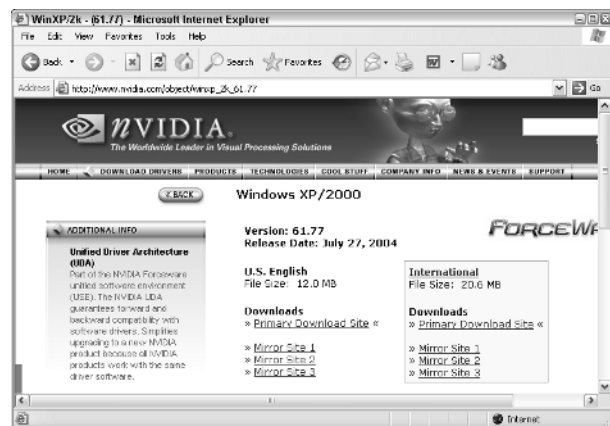 WinXP/2k - (61.77) - Microsoft Internet Explorer
File Edit View Favorites Tools Help
Back Search Favorites
Address http://www.nvidia.com/object/winxp_2k_61.77 Go
nVIDIA.
The Worldwide Leader in Visual Processing Solutions
HOME DOWNLOAD DRIVERS PRODUCTS TECHNOLOGIES COOL STUFF COMPANY INFO NEWS & EVENTS SUPPORT
BACK Windows XP/2000
ADDITIONAL INFO
Unified Driver Architecture
(UDA)
Part of the NVIDIA Forceware
unified software environment
(USE). The NVIDIA UDA
guarantees forward and
backward compatibility with
software drivers. Simplifies
upgrading to a new NVIDIA
product because all NVIDIA
products work with the same
driver software.
Version: 61.77
Release Date: July 27, 2004
FORCEWA
U.S. English
File Size: 12.0 MB
Downloads
» Primary Download Site «
» Mirror Site 1
» Mirror Site 2
» Mirror Site 3
International
File Size: 20.6 MB
Downloads
» Primary Download Site «
» Mirror Site 1
» Mirror Site 2
» Mirror Site 3
Internet